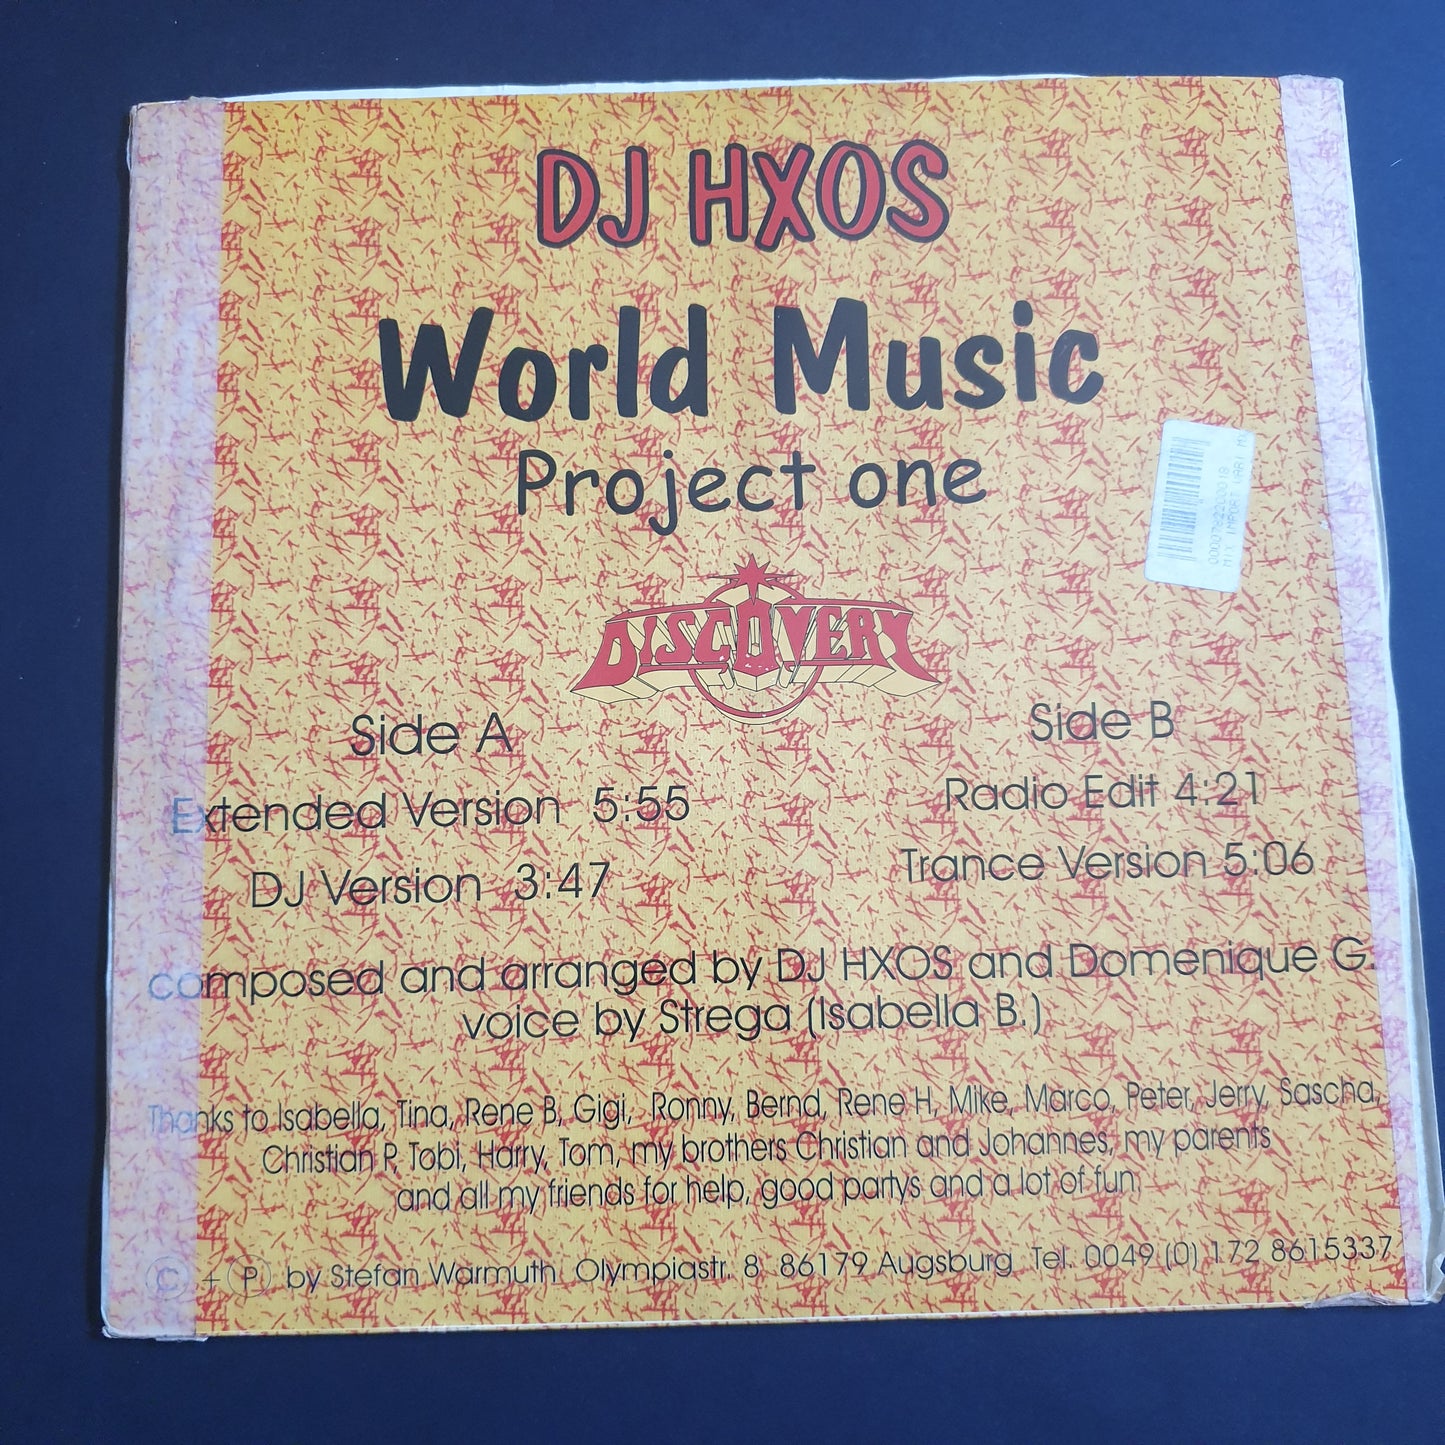 DJ HXOS
World Music
Project one
DISCOVERY
Side A
Extended Version 5:55
DJ Version 3:47
Side B
Radio Edit 4:21
Trance Version 5:06
composed and arranged by DJ HXOS and Domenique G.
voice by Strega (Isabella B.)
Thanks to Isabella, Tina, Rene B, Gigi, Ronny, Bernd, Rene H, Mike, Marco, Peter, Jerry, Sascha,
Christian P, Tobi, Harry, Tom, my brothers Christian and Johannes, my parents
and all my friends for help, good partys and a lot of fun.
© + ℗ by Stefan Warmuth Olympiastr. 8 86179 Augsburg Tel. 0049 (0) 172 8615337
MIX IMPORT